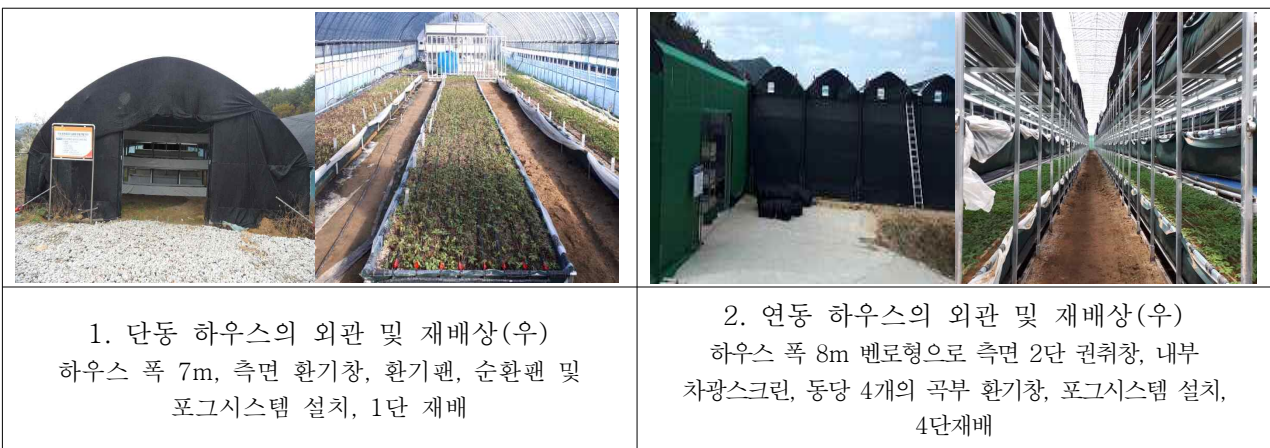 1. 단동 하우스의 외관 및 재배상(우)
하우스 폭 7m, 측면 환기창, 환기팬, 순환팬 및
포그시스템 설치, 1단 재배
2. 연동 하우스의 외관 및 재배상(우)
하우스 폭 8m 벤로형으로 측면 2단 권취창, 내부
차광스크린, 동당 4개의 곡부 환기창, 포그시스템 설치,
4단재배